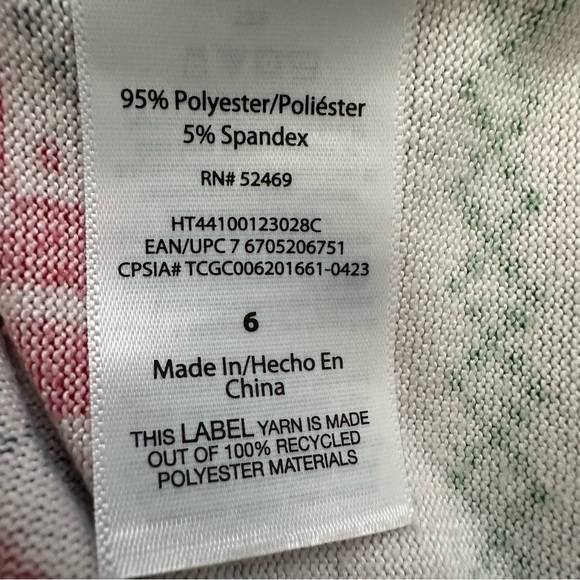 95% Polyester/Poliéster
5% Spandex
RN# 52469
HT44100123028C
EAN/UPC 7 6705206751
CPSIA# TCGC006201661-0423
6
Made In/Hecho En
China
THIS LABEL YARN IS MADE
OUT OF 100% RECYCLED
POLYESTER MATERIALS